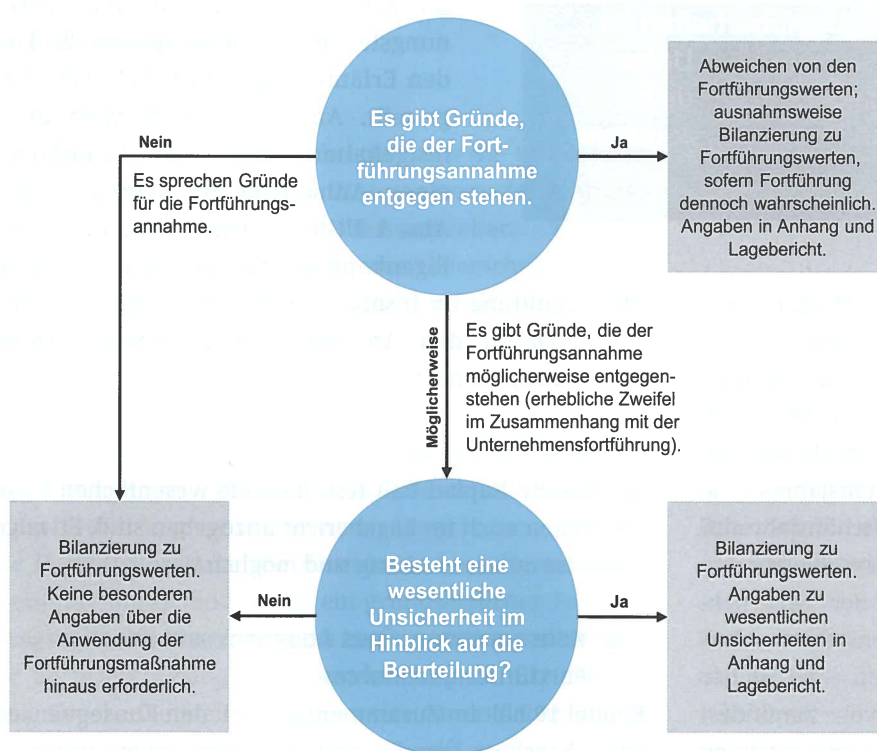 Es gibt Gründe,
die der Fort-
führungsannahme
entgegen stehen.
Ja
Abweichen von den
Fortführungswerten;
ausnahmsweise
Bilanzierung zu
Fortführungswerten,
sofern Fortführung
dennoch wahrscheinlich.
Angaben in Anhang und
Lagebericht.
Nein
Es sprechen Gründe
für die Fortführungs-
annahme.
Möglicherweise
Es gibt Gründe, die der
Fortführungsannahme
möglicherweise entgegen-
stehen (erhebliche Zweifel
im Zusammenhang mit der
Unternehmensfortführung).
Bilanzierung zu
Fortführungswerten.
Keine besonderen
Angaben über die
Anwendung der
Fortführungsmaßnahme
hinaus erforderlich.
Nein
Besteht eine
wesentliche
Unsicherheit im
Hinblick auf die
Beurteilung?
Ja
Bilanzierung zu
Fortführungswerten.
Angaben zu
wesentlichen
Unsicherheiten in
Anhang und
Lagebericht.